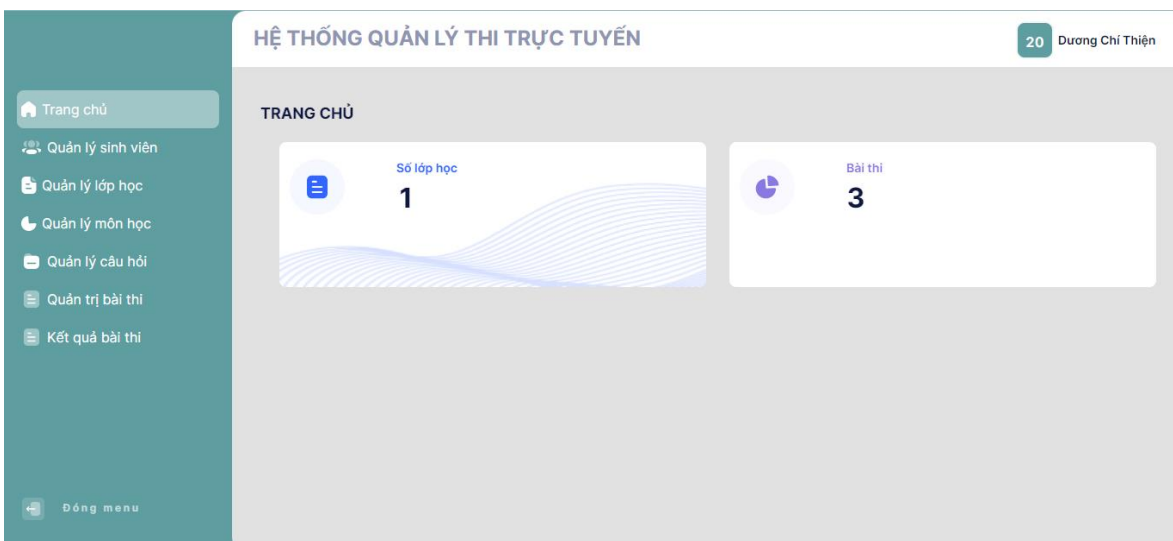 HỆ THỐNG QUẢN LÝ THI TRỰC TUYẾN
20 Dương Chí Thiện
Trang chủ
Quản lý sinh viên
Quản lý lớp học
Quản lý môn học
Quản lý câu hỏi
Quản trị bài thi
Kết quả bài thi
Đóng menu
TRANG CHỦ
Số lớp học
1
Bài thi
3